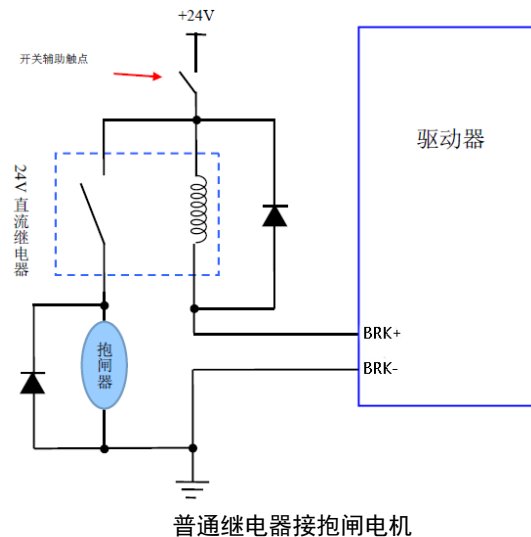 +24V
开关辅助触点
驱动器
24V 直流继电器
BRK+
抱闸器
BRK-
普通继电器接抱闸电机